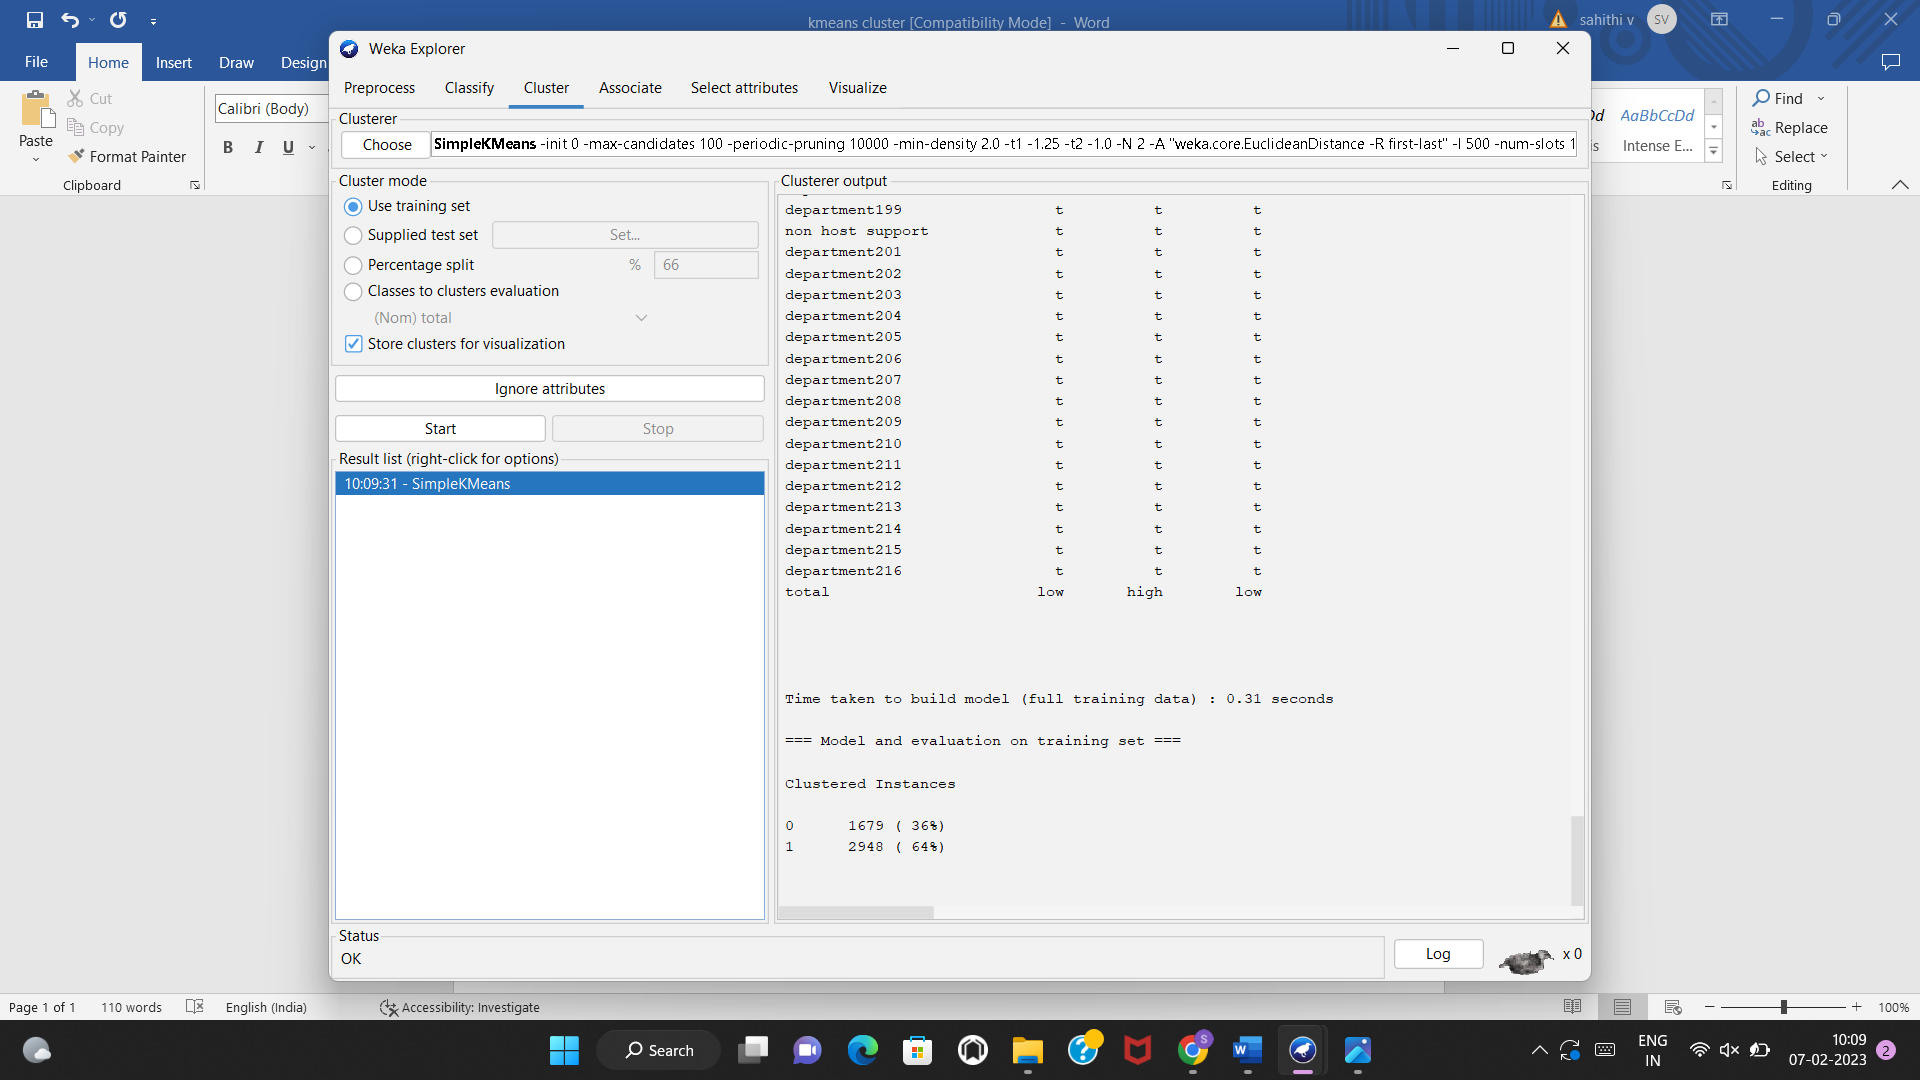 kmeans cluster [Compatibility Mode] - Word
sahithi v
SV
File
Home
Insert
Draw
Design
Paste
Cut
Copy
Format Painter
Clipboard
Calibri (Body)
B I U
AaBbCcDd
Intense E...
Find
Replace
Select
Editing
Weka Explorer
Preprocess
Classify
Cluster
Associate
Select attributes
Visualize
Clusterer
Choose
SimpleKMeans -init 0 -max-candidates 100 -periodic-pruning 10000 -min-density 2.0 -t1 -1.25 -t2 -1.0 -N 2 -A "weka.core.EuclideanDistance -R first-last" -I 500 -num-slots 1
Cluster mode
Use training set
Supplied test set
Set...
Percentage split
% 66
Classes to clusters evaluation
(Nom) total
Store clusters for visualization
Ignore attributes
Start
Stop
Result list (right-click for options)
10:09:31 - SimpleKMeans
Clusterer output
department199 t t t
non host support t t t
department201 t t t
department202 t t t
department203 t t t
department204 t t t
department205 t t t
department206 t t t
department207 t t t
department208 t t t
department209 t t t
department210 t t t
department211 t t t
department212 t t t
department213 t t t
department214 t t t
department215 t t t
department216 t t t
total low high low
Time taken to build model (full training data) : 0.31 seconds
=== Model and evaluation on training set ===
Clustered Instances
0 1679 ( 36%)
1 2948 ( 64%)
Status
OK
Log
x 0
Page 1 of 1
110 words
English (India)
Accessibility: Investigate
100%
Search
ENG
IN
10:09
07-02-2023
2